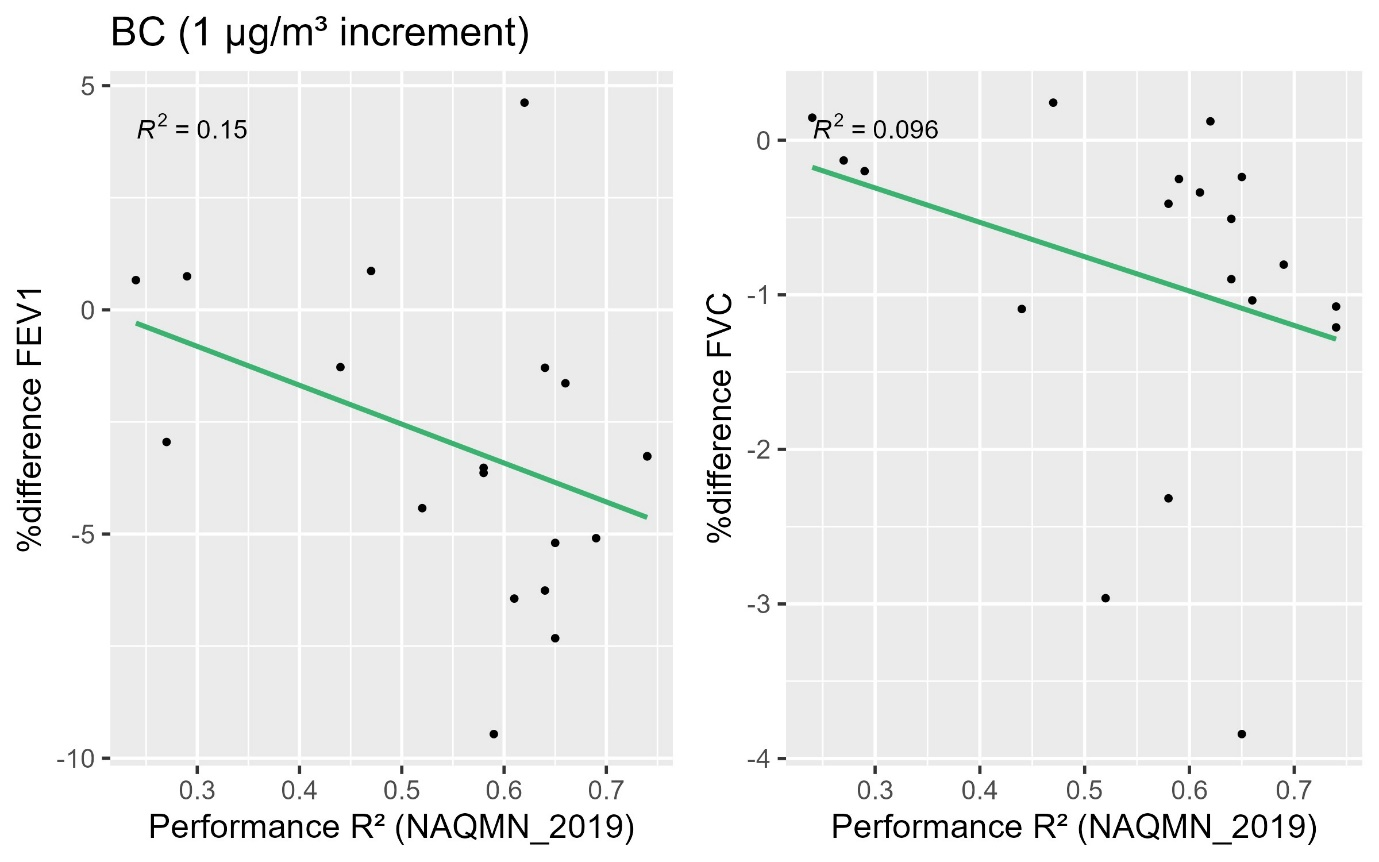 BC (1 µg/m³ increment)
%difference FEV1
5
0
-5
-10
R² = 0.15
0.3 0.4 0.5 0.6 0.7
Performance R² (NAQMN_2019)
%difference FVC
0
-1
-2
-3
-4
R² = 0.096
0.3 0.4 0.5 0.6 0.7
Performance R² (NAQMN_2019)